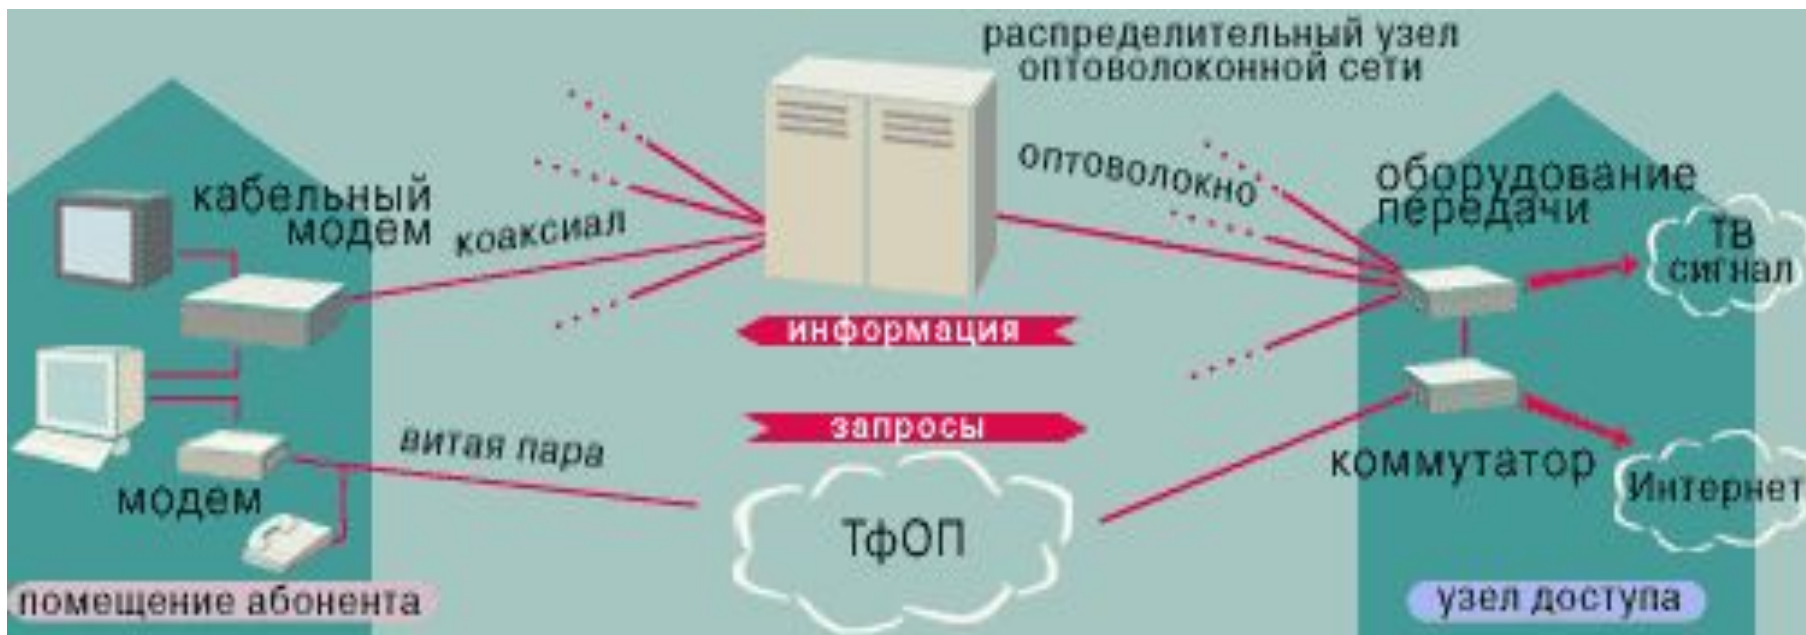 распределительный узел
оптоволоконной сети
кабельный
модем
коаксиал
оптоволокно
оборудование
передачи
ТВ
сигнал
информация
запросы
витая пара
модем
ТфОП
коммутатор
Интернет
помещение абонента
узел доступа